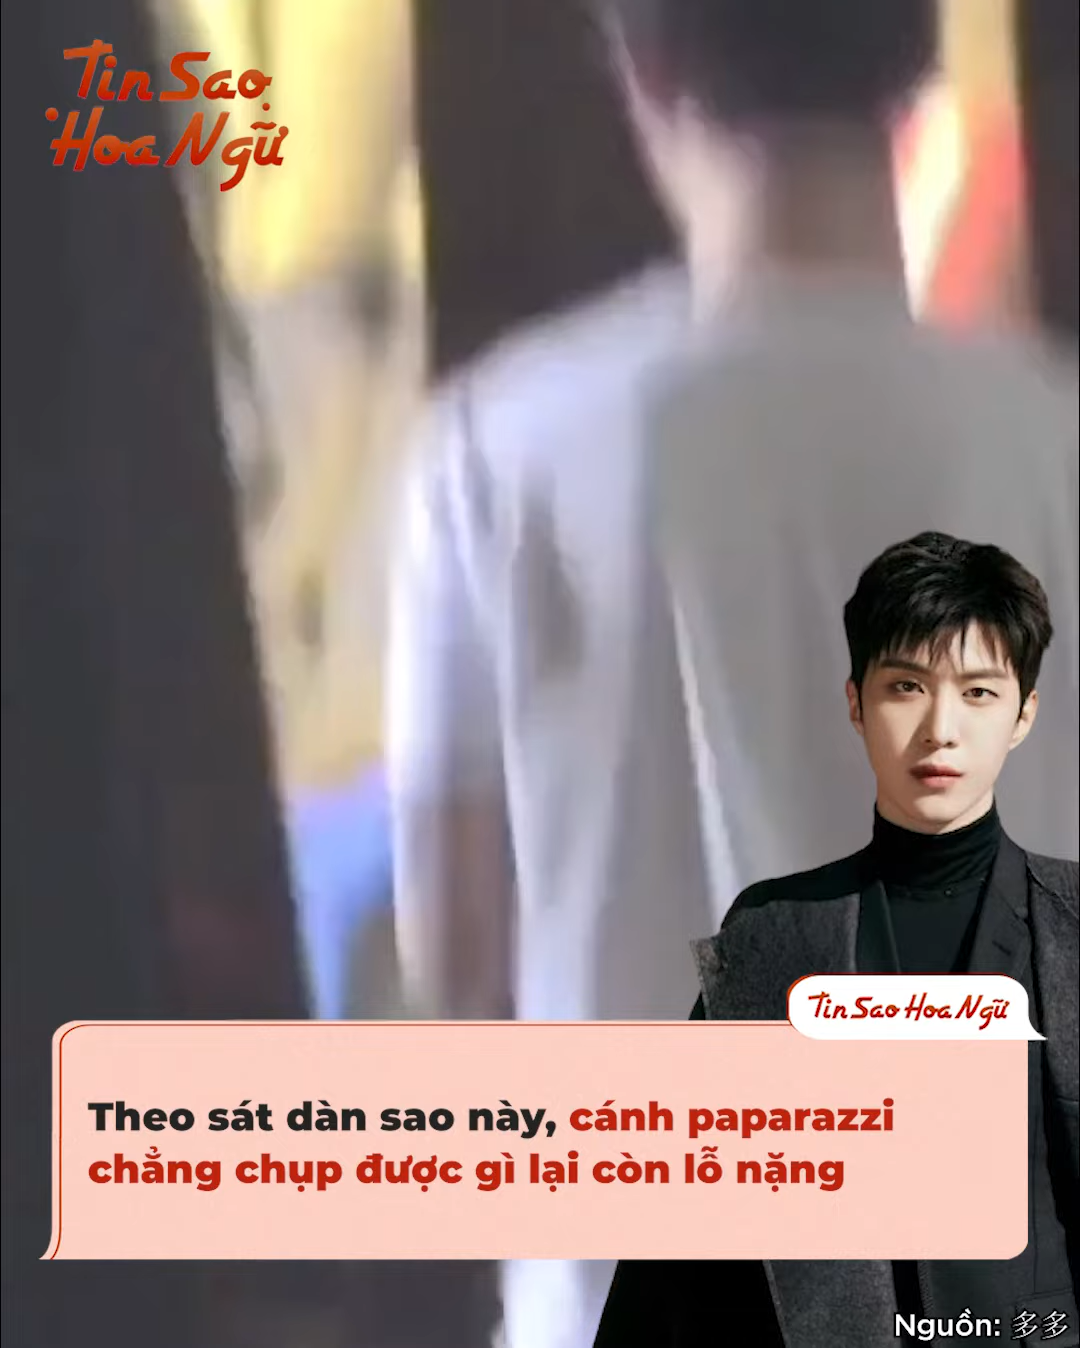 Tin Sao
Hoa Ngữ
Tin Sao Hoa Ngữ
Theo sát dàn sao này, cánh paparazzi
chẳng chụp được gì lại còn lỗ nặng
Nguồn: 多多